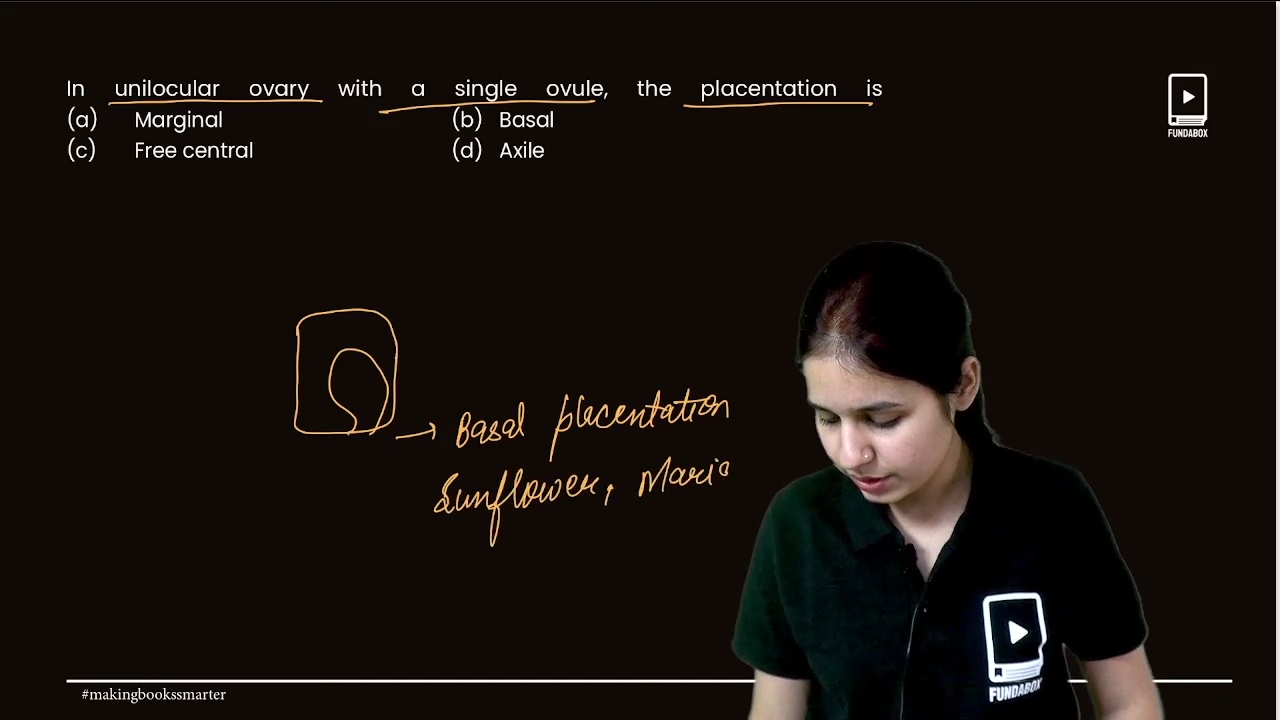 In unilocular ovary with a single ovule, the placentation is
(a) Marginal (b) Basal
(c) Free central (d) Axile
FUNDABOX
→ Basal placentation
Sunflower, Mario
FUNDABOX
#makingbookssmarter